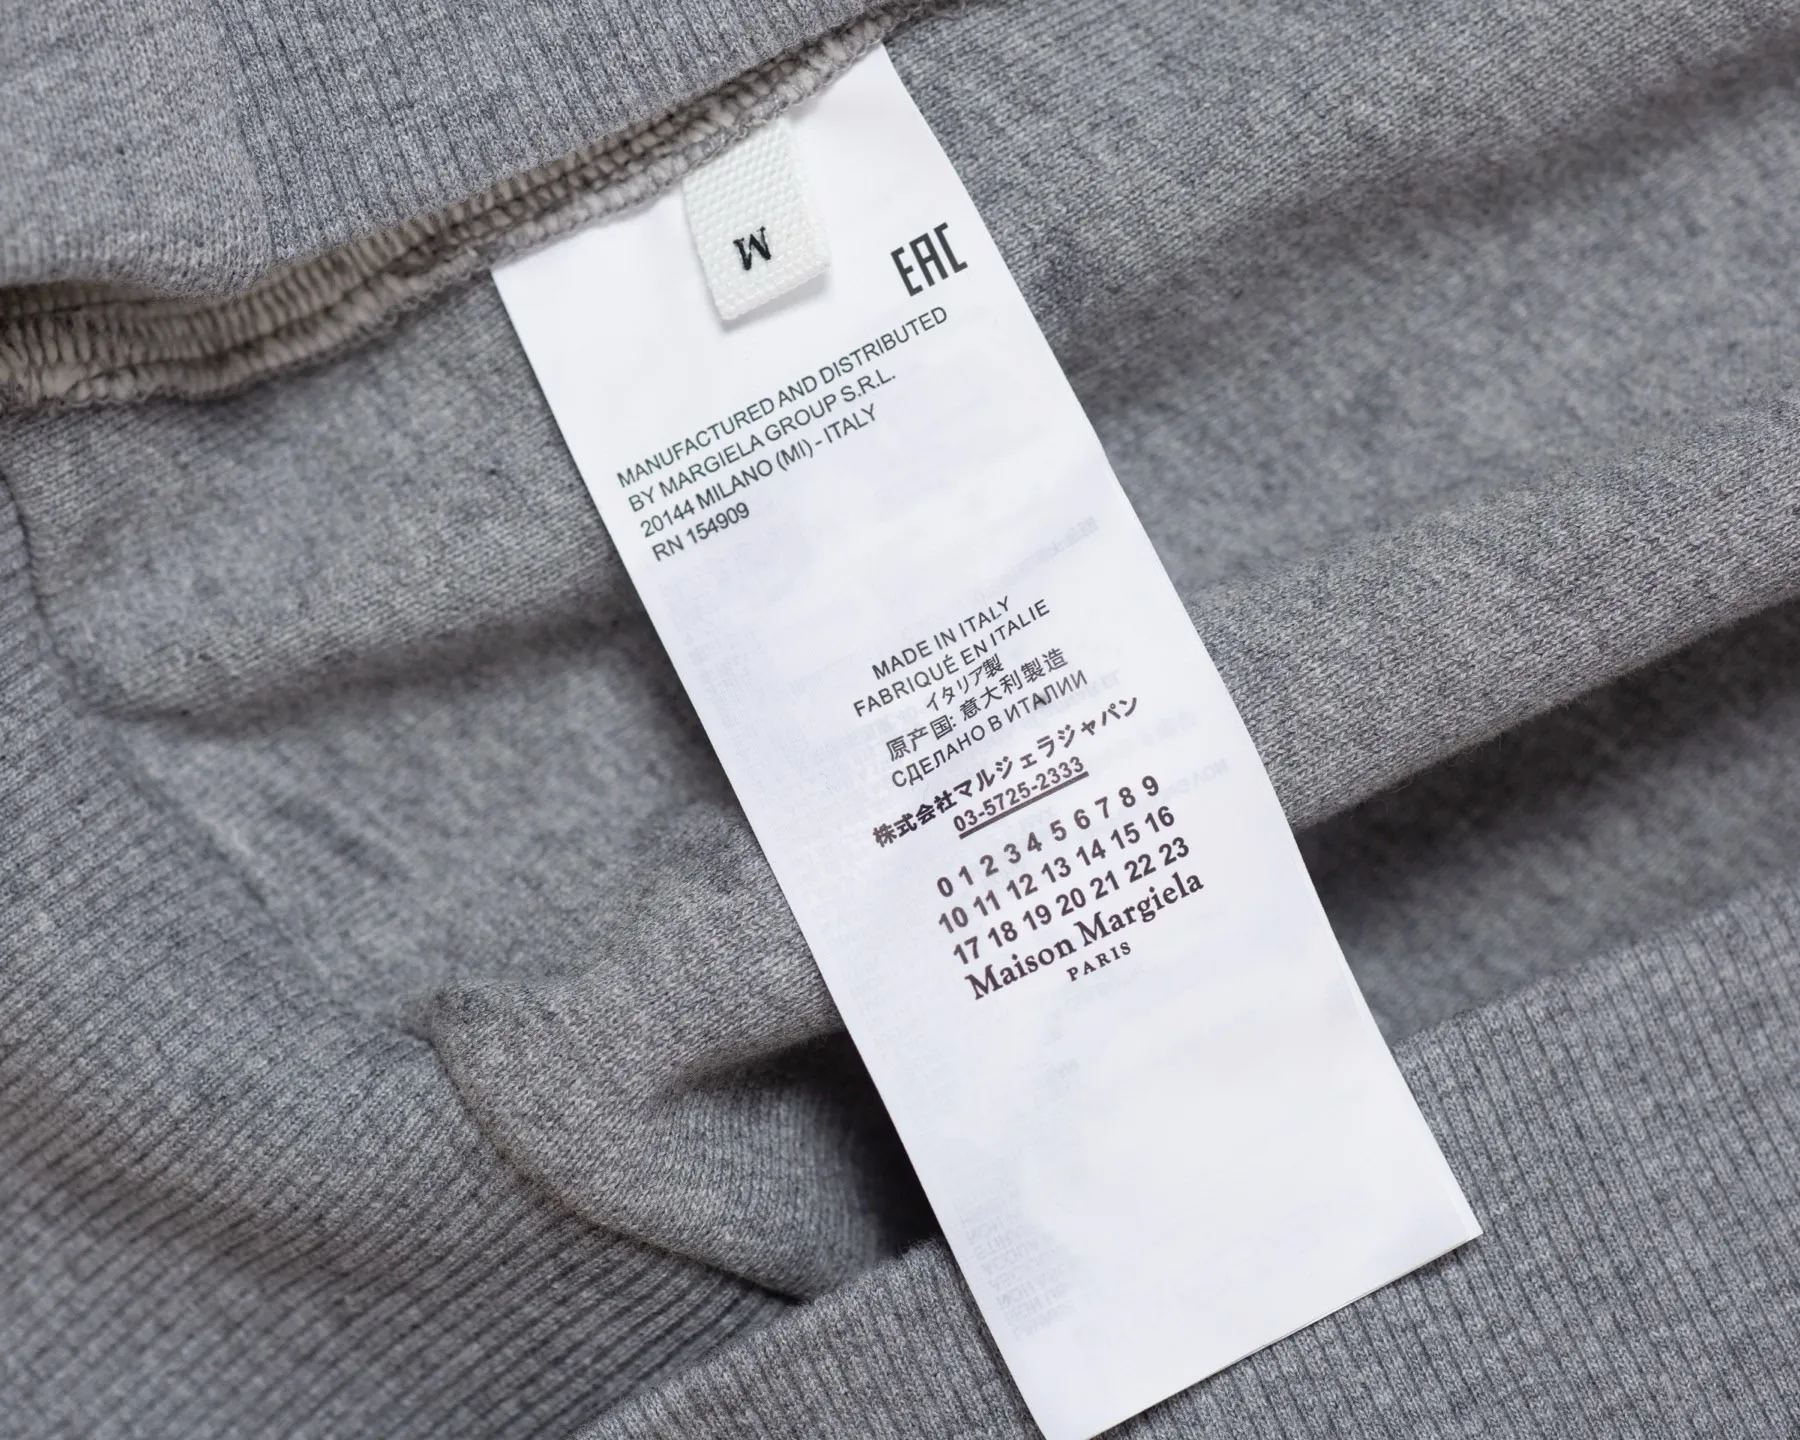 M
EAC
MANUFACTURED AND DISTRIBUTED
BY MARGIELA GROUP S.R.L.
20144 MILANO (MI) - ITALY
RN 154909
MADE IN ITALY
FABRIQUÉ EN ITALIE
イタリア製
原产国: 意大利製造
СДЕЛАНО В ИТАЛИИ
株式会社マルジェラジャパン
03-5725-2333
0 1 2 3 4 5 6 7 8 9
10 11 12 13 14 15 16
17 18 19 20 21 22 23
Maison Margiela
PARIS